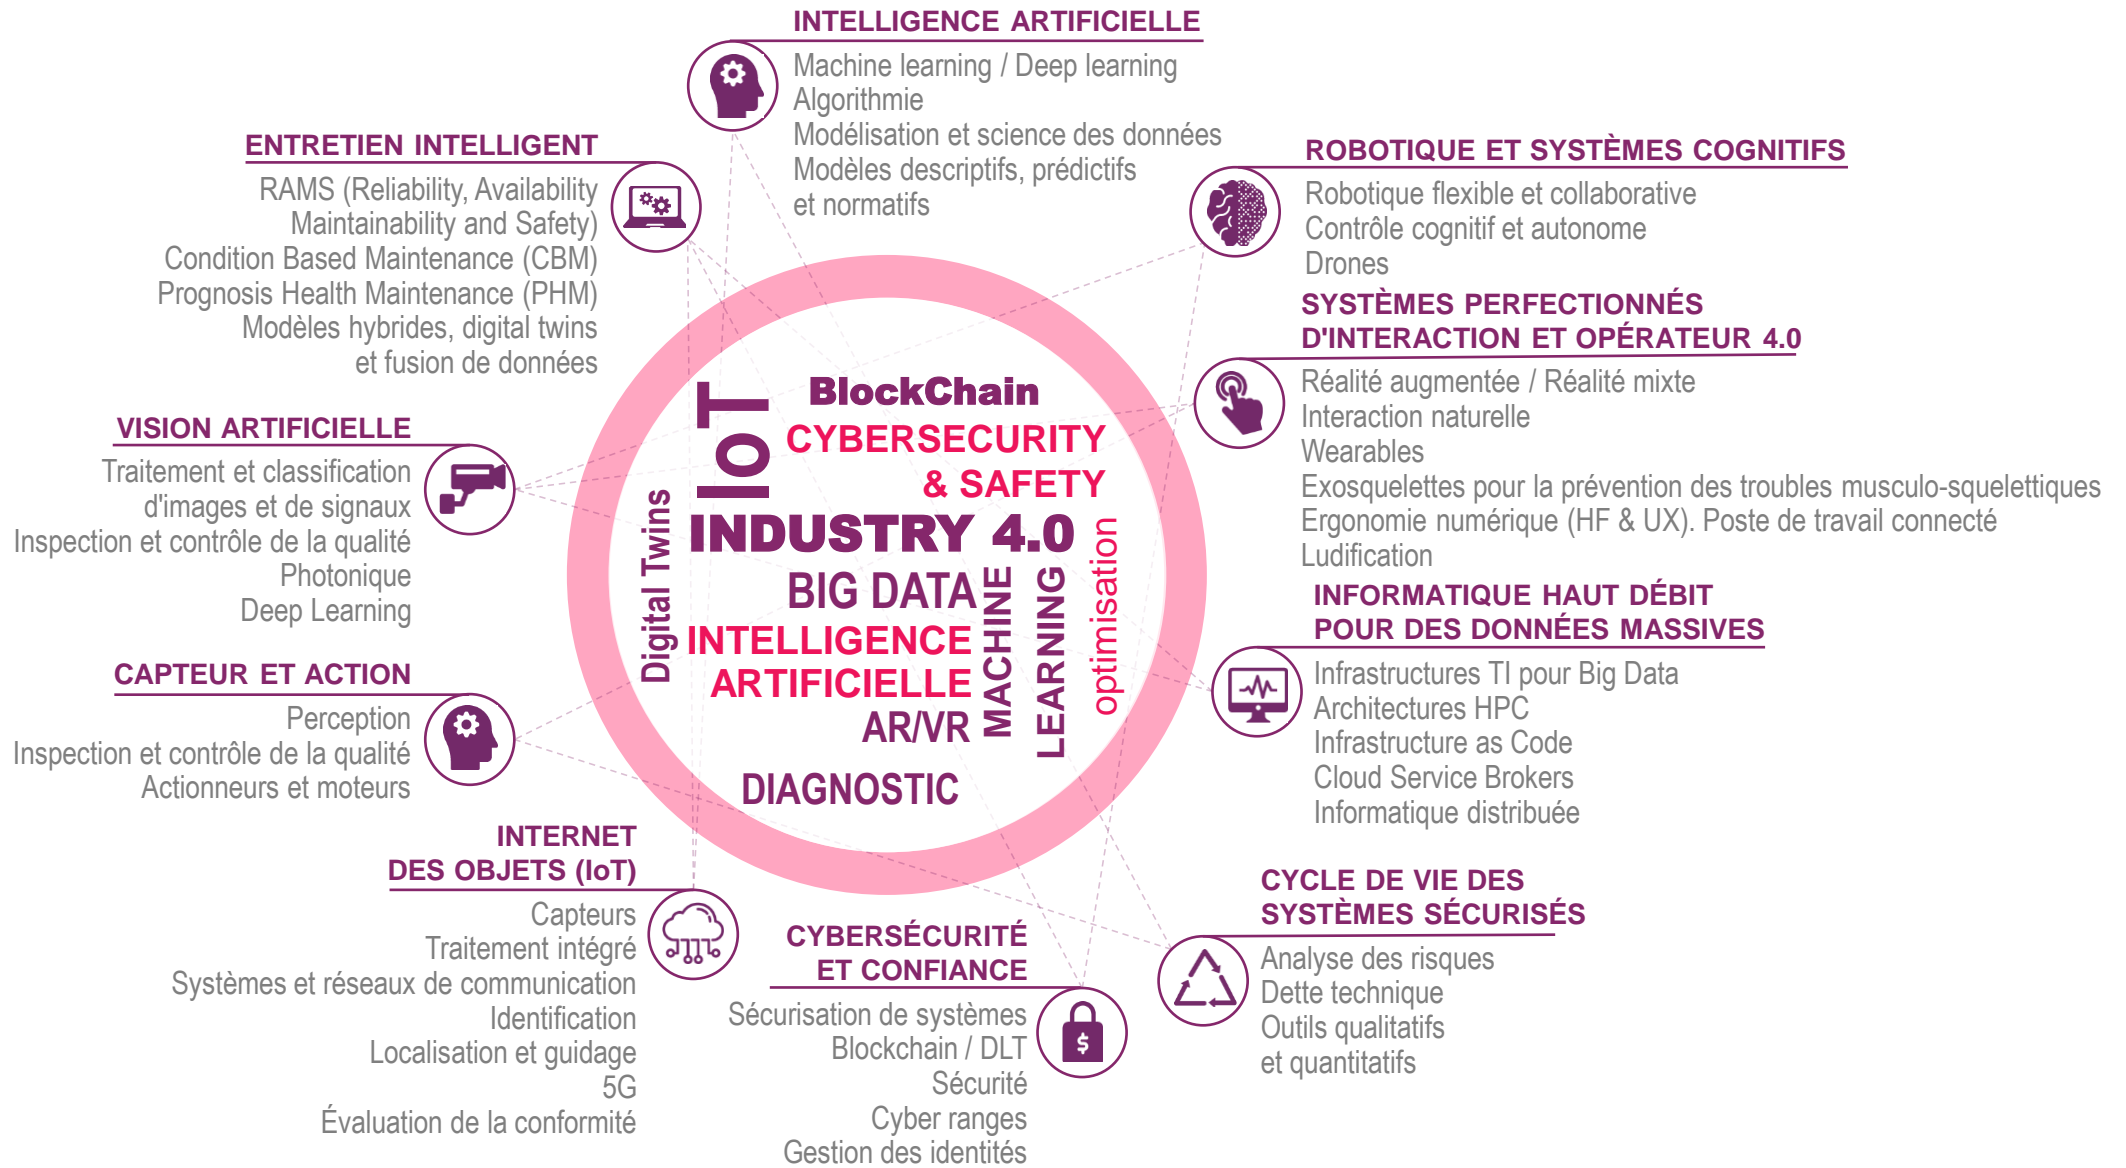 INTELLIGENCE ARTIFICIELLE
Machine learning / Deep learning
Algorithmie
Modélisation et science des données
Modèles descriptifs, prédictifs
et normatifs
ENTRETIEN INTELLIGENT
RAMS (Reliability, Availability
Maintainability and Safety)
Condition Based Maintenance (CBM)
Prognosis Health Maintenance (PHM)
Modèles hybrides, digital twins
et fusion de données
ROBOTIQUE ET SYSTÈMES COGNITIFS
Robotique flexible et collaborative
Contrôle cognitif et autonome
Drones
SYSTÈMES PERFECTIONNÉS
D'INTERACTION ET OPÉRATEUR 4.0
Réalité augmentée / Réalité mixte
Interaction naturelle
Wearables
Exosquelettes pour la prévention des troubles musculo-squelettiques
Ergonomie numérique (HF & UX). Poste de travail connecté
Ludification
VISION ARTIFICIELLE
Traitement et classification
d'images et de signaux
Inspection et contrôle de la qualité
Photonique
Deep Learning
IoT
BlockChain
CYBERSECURITY
& SAFETY
Digital Twins
INDUSTRY 4.0
BIG DATA
INTELLIGENCE
ARTIFICIELLE
AR/VR
MACHINE
LEARNING
optimisation
DIAGNOSTIC
INFORMATIQUE HAUT DÉBIT
POUR DES DONNÉES MASSIVES
Infrastructures TI pour Big Data
Architectures HPC
Infrastructure as Code
Cloud Service Brokers
Informatique distribuée
CAPTEUR ET ACTION
Perception
Inspection et contrôle de la qualité
Actionneurs et moteurs
INTERNET
DES OBJETS (IoT)
Capteurs
Traitement intégré
Systèmes et réseaux de communication
Identification
Localisation et guidage
5G
Évaluation de la conformité
CYBERSÉCURITÉ
ET CONFIANCE
Sécurisation de systèmes
Blockchain / DLT
Sécurité
Cyber ranges
Gestion des identités
$
CYCLE DE VIE DES
SYSTÈMES SÉCURISÉS
Analyse des risques
Dette technique
Outils qualitatifs
et quantitatifs